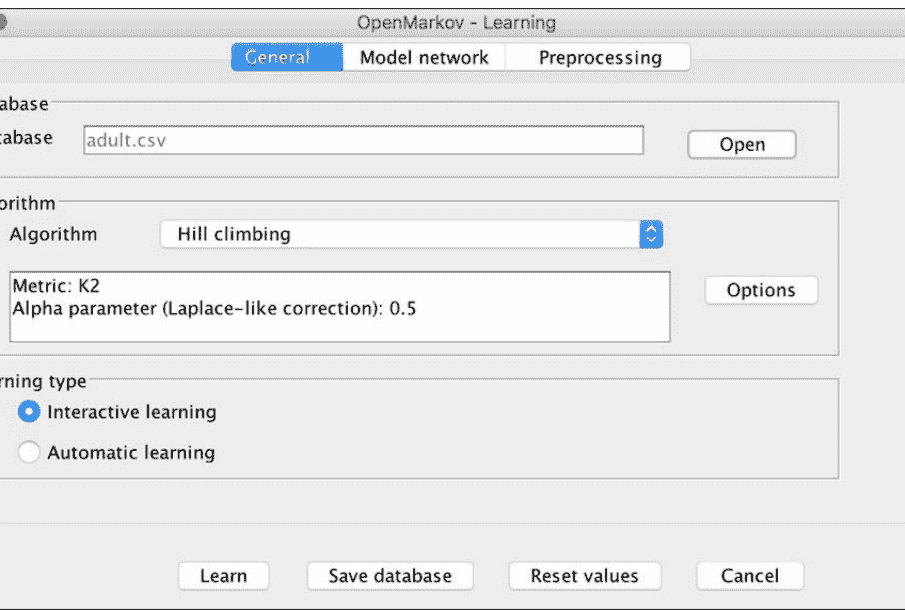 OpenMarkov - Learning
General Model network Preprocessing
abase
tabase adult.csv Open
orithm
Algorithm Hill climbing
Metric: K2
Alpha parameter (Laplace-like correction): 0.5
Options
rning type
Interactive learning
Automatic learning
Learn Save database Reset values Cancel